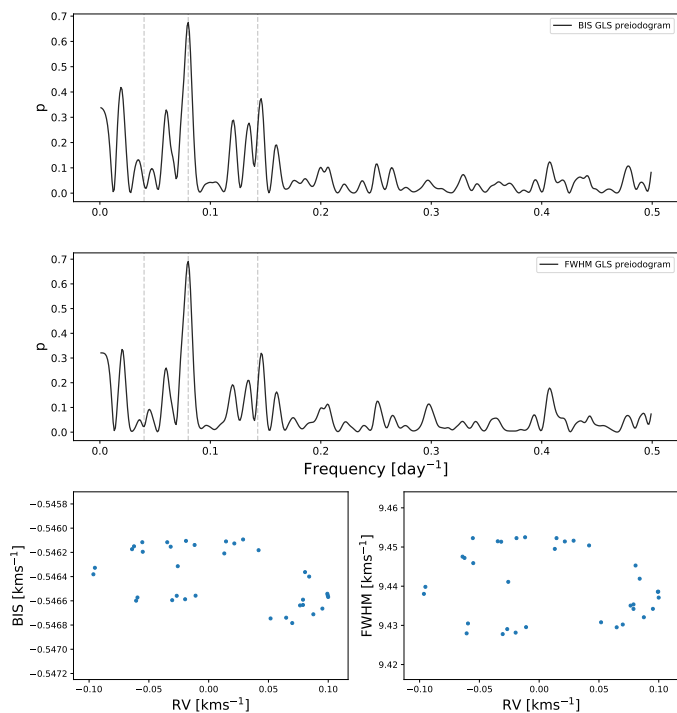 BIS GLS preiodogram
p
0.7
0.6
0.5
0.4
0.3
0.2
0.1
0.0
0.0 0.1 0.2 0.3 0.4 0.5
FWHM GLS preiodogram
p
0.7
0.6
0.5
0.4
0.3
0.2
0.1
0.0
0.0 0.1 0.2 0.3 0.4 0.5
Frequency [day⁻¹]
BIS [kms⁻¹]
−0.5458
−0.5460
−0.5462
−0.5464
−0.5466
−0.5468
−0.5470
−0.5472
−0.10 −0.05 0.00 0.05 0.10
RV [kms⁻¹]
FWHM [kms⁻¹]
9.46
9.45
9.44
9.43
9.42
−0.10 −0.05 0.00 0.05 0.10
RV [kms⁻¹]